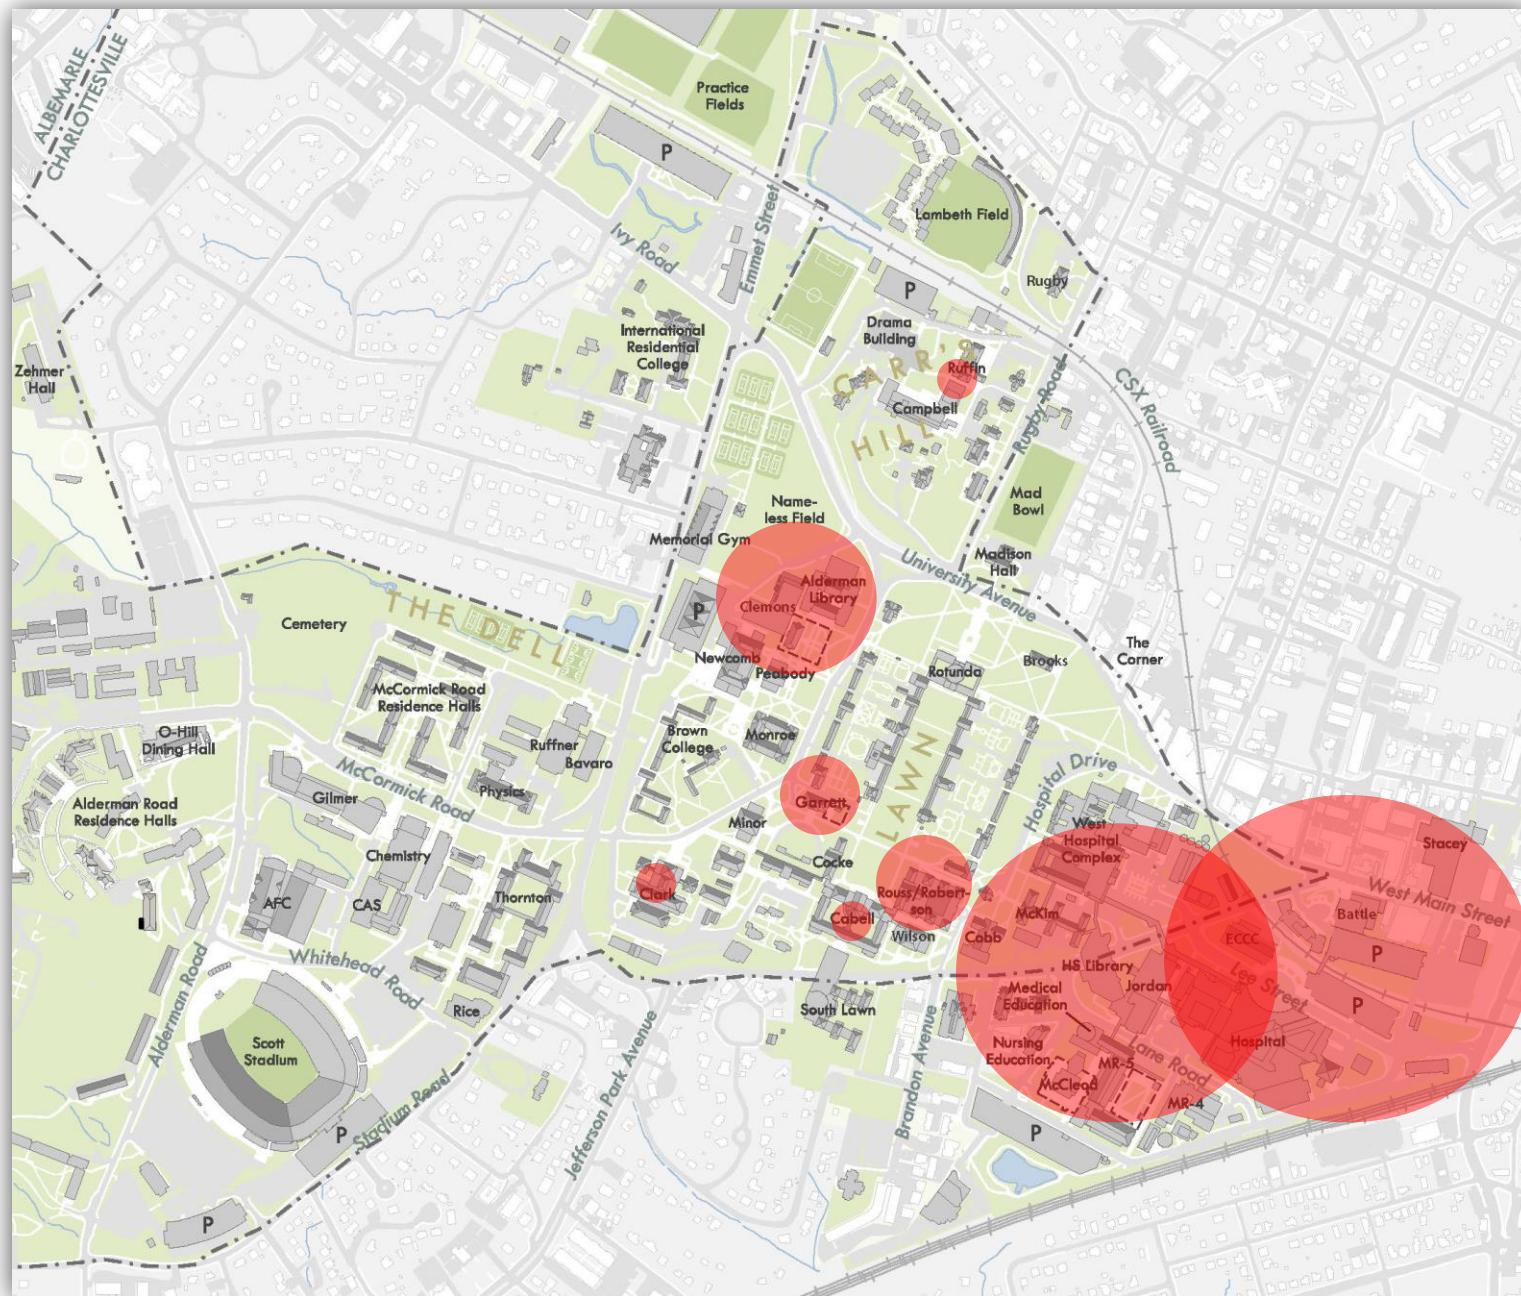 ALBEMARLE
CHARLOTTESVILLE
Practice
Fields
P
Lambeth Field
Ivy Road
Emmet Street
Rugby
P
International
Residential
College
Drama
Building
Zehmer
Hall
CARR'S
HILL
Ruffin
Campbell
Rugby Road
CSX Railroad
Name-
less Field
Mad
Bowl
Memorial Gym
Madison
Hall
University Avenue
Alderman
Library
Clemons
P
THE DELL
Cemetery
Newcomb
Peabody
Rotunda
Brooks
The
Corner
McCormick Road
Residence Halls
O-Hill
Dining Hall
Ruffner
Bavaro
Brown
College
Monroe
LAWN
Hospital Drive
McCormick Road
Physics
Gilmer
Alderman Road
Residence Halls
Garrett
Minor
West
Hospital
Complex
Stacey
Chemistry
Cocke
AFC
CAS
Thornton
Clark
Rouss/Robert-
son
Cabell
Wilson
Cobb
McKim
Battle
West Main Street
ECCC
P
Whitehead Road
Alderman Road
HS Library
Jordan
Lee Street
Medical
Education
P
Rice
South Lawn
Scott
Stadium
Nursing
Education
Hospital
Lane Road
MR-5
McCleod
MR-4
Jefferson Park Avenue
Brandon Avenue
P
Stadium Road
P
P